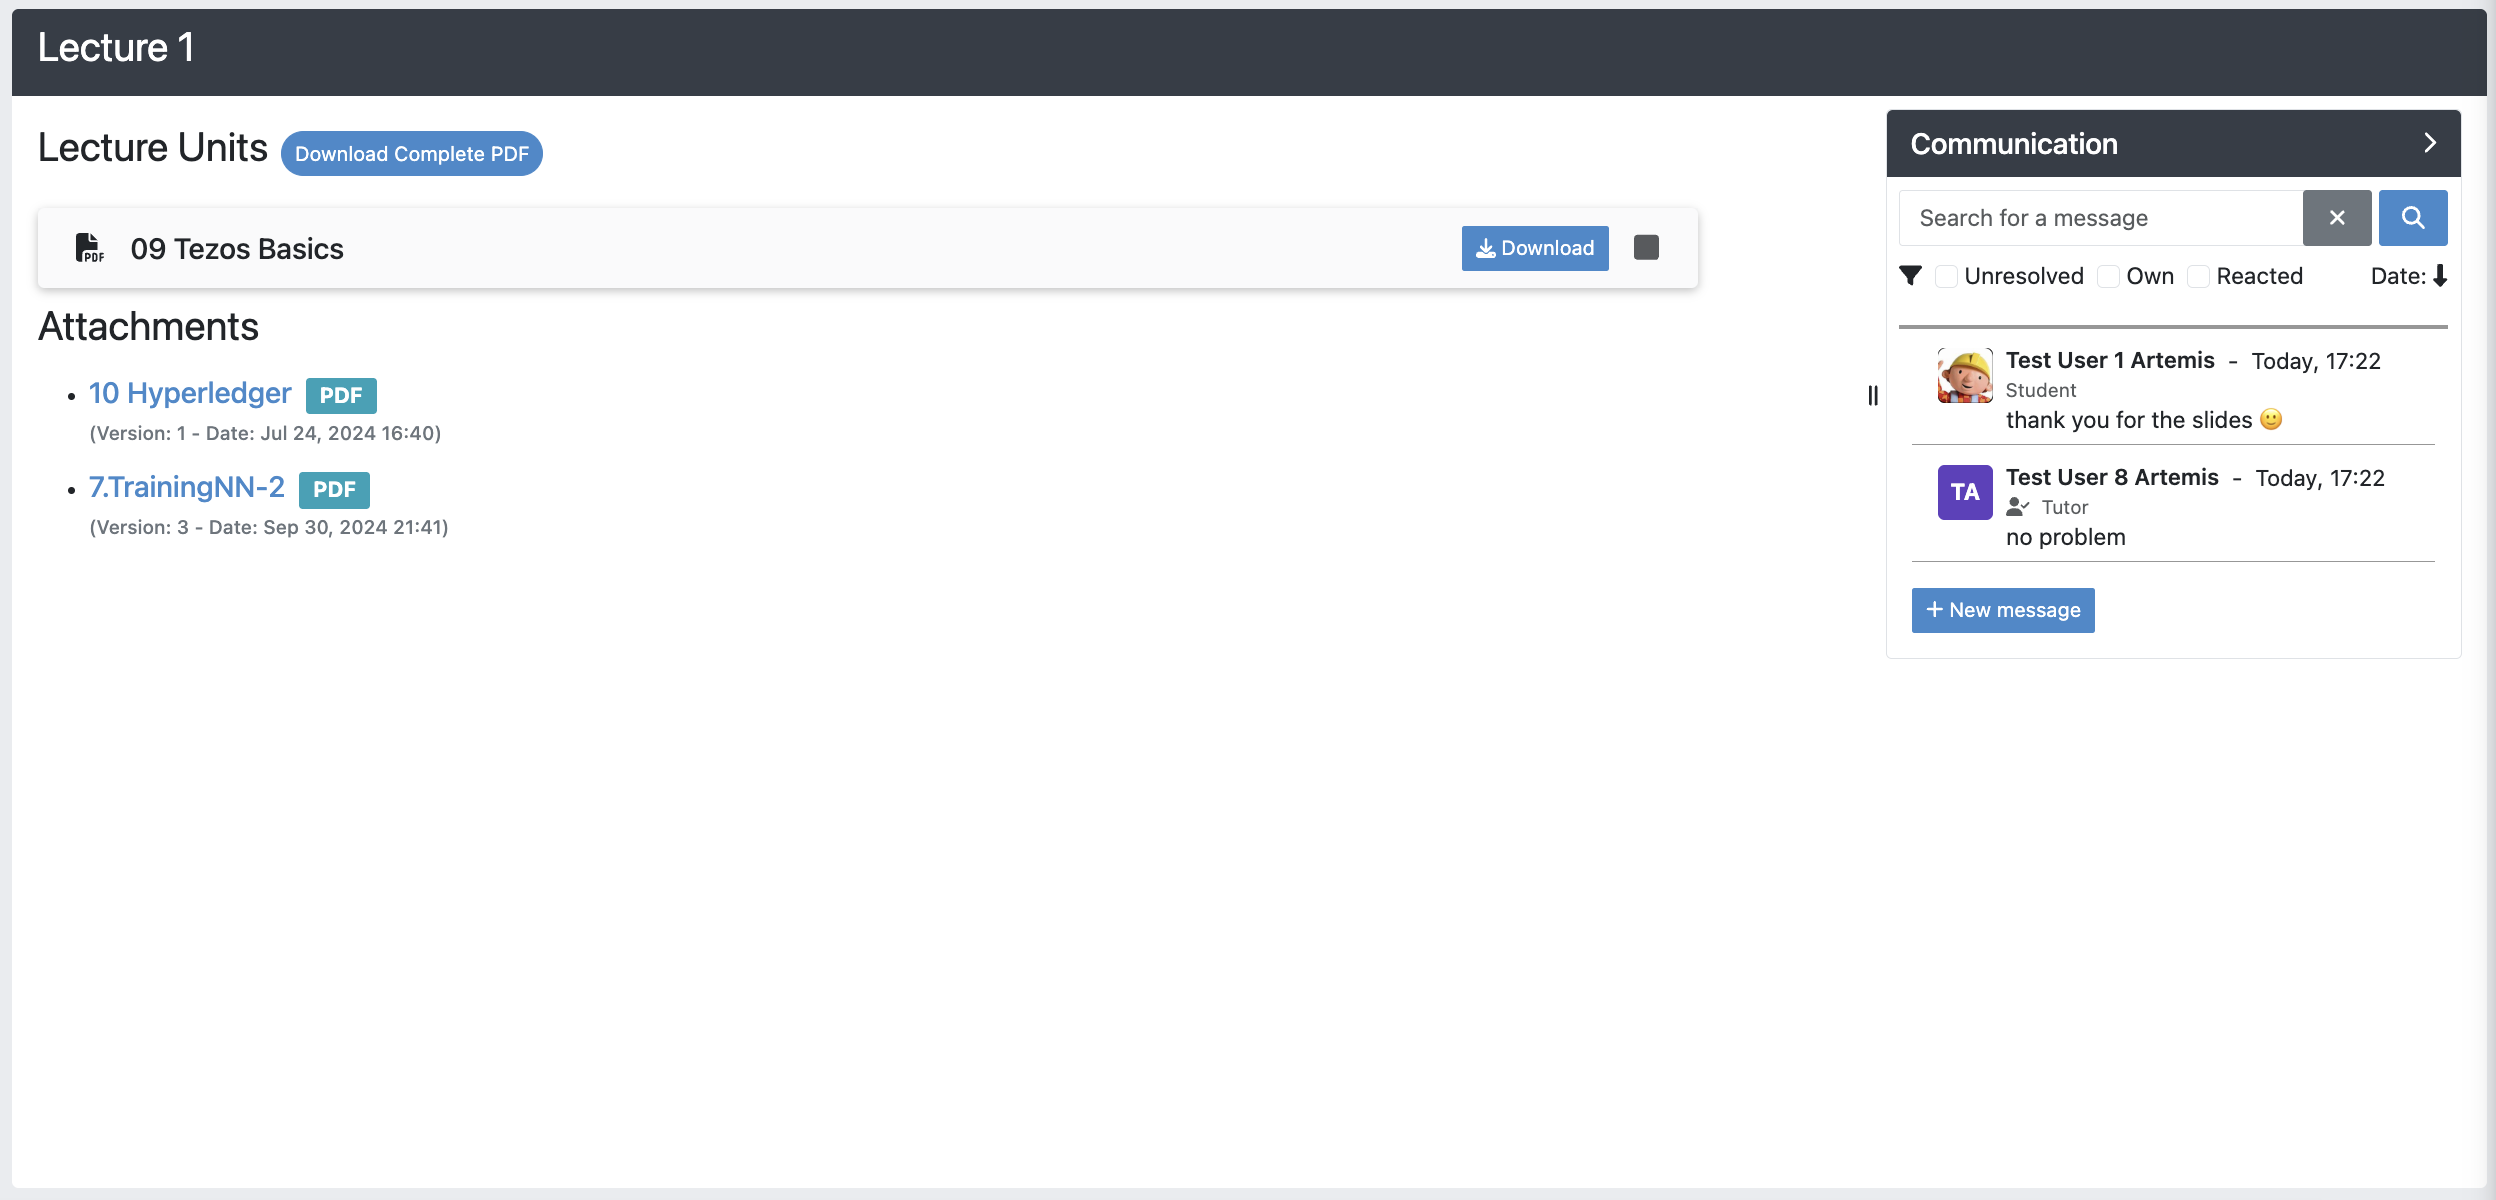 Lecture 1
Lecture Units
Download Complete PDF
PDF
09 Tezos Basics
Download
Attachments
10 Hyperledger PDF
(Version: 1 - Date: Jul 24, 2024 16:40)
7.TrainingNN-2 PDF
(Version: 3 - Date: Sep 30, 2024 21:41)
Communication
Search for a message
Unresolved Own Reacted Date:
Test User 1 Artemis - Today, 17:22
Student
thank you for the slides 🙂
TA
Test User 8 Artemis - Today, 17:22
Tutor
no problem
New message